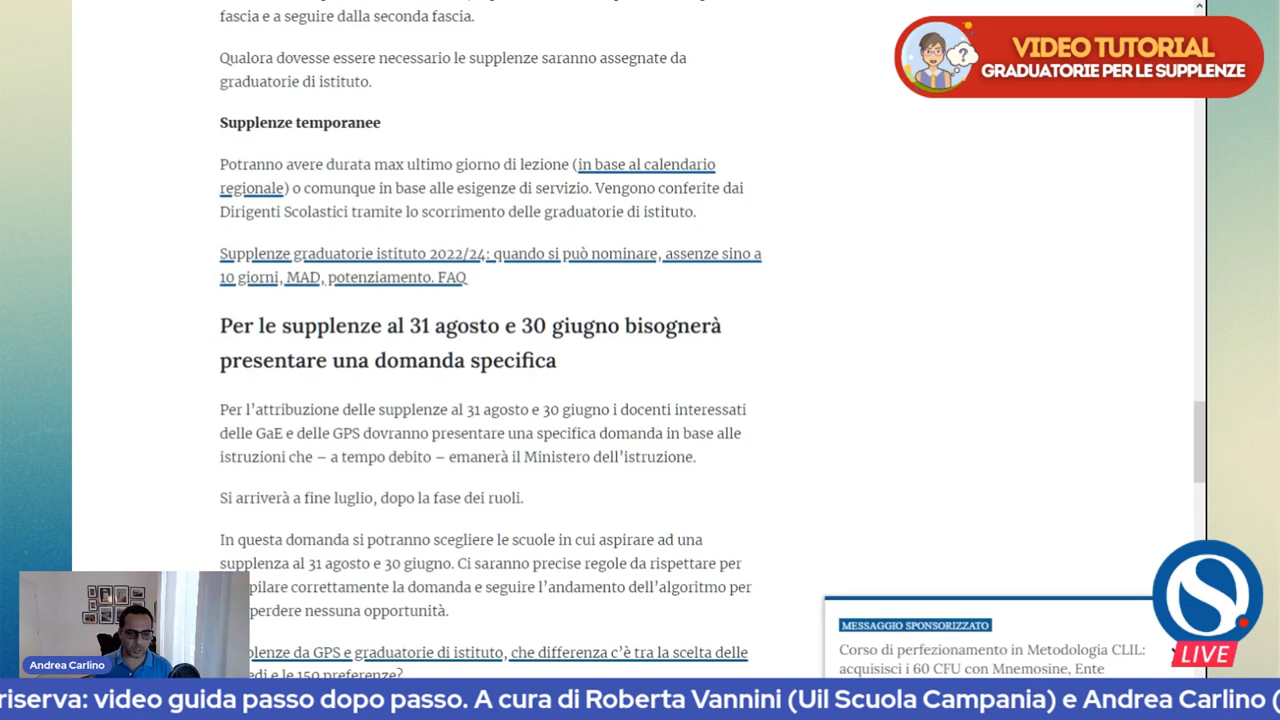 fascia e a seguire dalla seconda fascia.
Qualora dovesse essere necessario le supplenze saranno assegnate da
graduatorie di istituto.
Supplenze temporanee
Potranno avere durata max ultimo giorno di lezione (in base al calendario
regionale) o comunque in base alle esigenze di servizio. Vengono conferite dai
Dirigenti Scolastici tramite lo scorrimento delle graduatorie di istituto.
Supplenze graduatorie istituto 2022/24: quando si può nominare, assenze sino a
10 giorni, MAD, potenziamento. FAQ
Per le supplenze al 31 agosto e 30 giugno bisognerà
presentare una domanda specifica
Per l’attribuzione delle supplenze al 31 agosto e 30 giugno i docenti interessati
delle GaE e delle GPS dovranno presentare una specifica domanda in base alle
istruzioni che – a tempo debito – emanerà il Ministero dell’istruzione.
Si arriverà a fine luglio, dopo la fase dei ruoli.
In questa domanda si potranno scegliere le scuole in cui aspirare ad una
supplenza al 31 agosto e 30 giugno. Ci saranno precise regole da rispettare per
pilare correttamente la domanda e seguire l’andamento dell’algoritmo per
perdere nessuna opportunità.
olenze da GPS e graduatorie di istituto, che differenza c’è tra la scelta delle
edi e le 150 preferenze?
VIDEO TUTORIAL
GRADUATORIE PER LE SUPPLENZE
?
MESSAGGIO SPONSORIZZATO
Corso di perfezionamento in Metodologia CLIL:
acquisisci i 60 CFU con Mnemosine, Ente
S
LIVE
Andrea Carlino
riserva: video guida passo dopo passo. A cura di Roberta Vannini (Uil Scuola Campania) e Andrea Carlino (